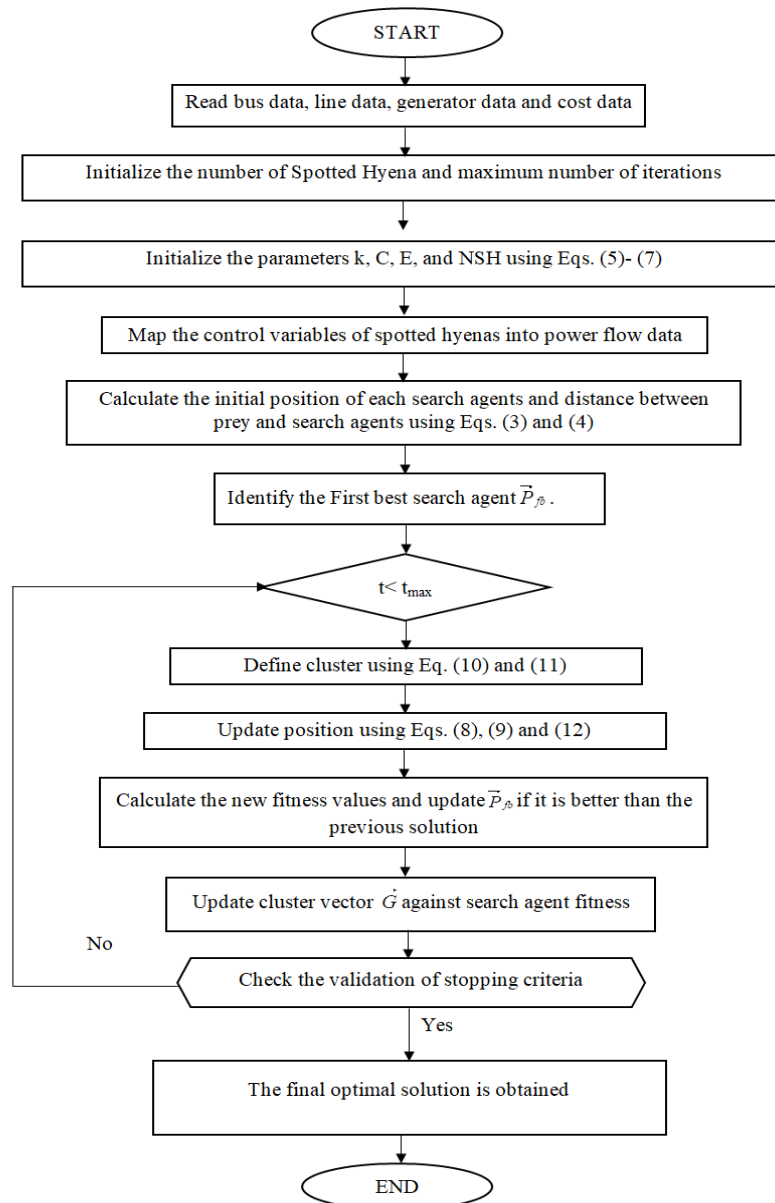 START
Read bus data, line data, generator data and cost data
Initialize the number of Spotted Hyena and maximum number of iterations
Initialize the parameters k, C, E, and NSH using Eqs. (5)- (7)
Map the control variables of spotted hyenas into power flow data
Calculate the initial position of each search agents and distance between
prey and search agents using Eqs. (3) and (4)
Identify the First best search agent P⃗fb .
t< tmax
Define cluster using Eq. (10) and (11)
Update position using Eqs. (8), (9) and (12)
Calculate the new fitness values and update P⃗fb if it is better than the
previous solution
Update cluster vector Ġ against search agent fitness
No
Check the validation of stopping criteria
Yes
The final optimal solution is obtained
END